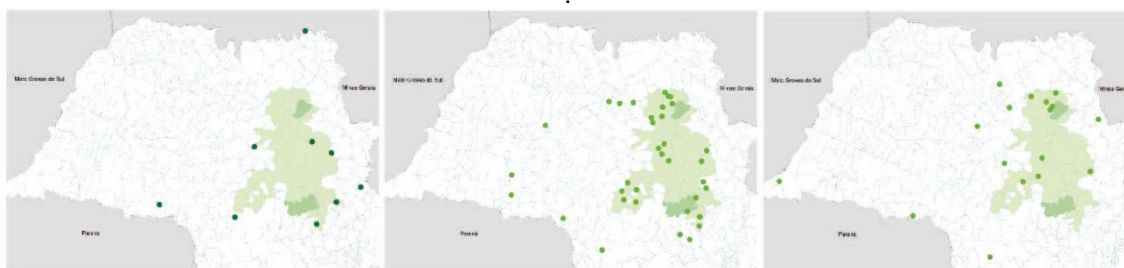 Mato Grosso do Sul
Minas Gerais
Paraná
Mato Grosso do Sul
Minas Gerais
Paraná
Mato Grosso do Sul
Minas Gerais
Paraná